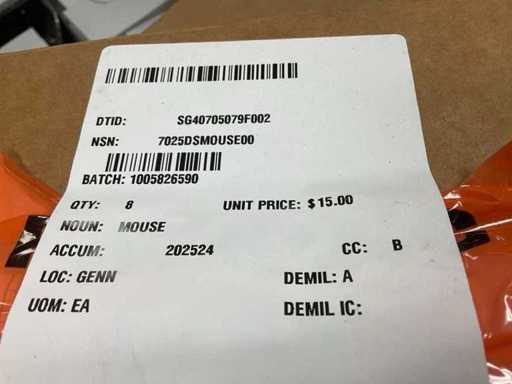 DTID: SG40705079F002
NSN: 7025DSMOUSE00
BATCH: 1005826590
QTY: 8 UNIT PRICE: $15.00
NOUN: MOUSE
ACCUM: 202524 CC: B
LOC: GENN DEMIL: A
UOM: EA DEMIL IC: